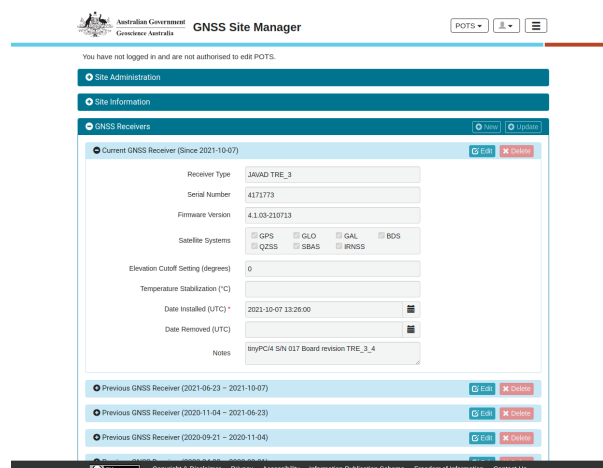 Australian Government
Geoscience Australia
GNSS Site Manager
POTS
You have not logged in and are not authorised to edit POTS.
Site Administration
Site Information
GNSS Receivers
New
Update
Current GNSS Receiver (Since 2021-10-07)
Edit
Delete
Receiver Type
JAVAD TRE_3
Serial Number
4171773
Firmware Version
4.1.03-210713
Satellite Systems
GPS
GLO
GAL
BDS
QZSS
SBAS
IRNSS
Elevation Cutoff Setting (degrees)
0
Temperature Stabilization (°C)
Date Installed (UTC) *
2021-10-07 13:26:00
Date Removed (UTC)
Notes
tinyPC/4 S/N 017 Board revision TRE_3_4
Previous GNSS Receiver (2021-06-23 – 2021-10-07)
Edit
Delete
Previous GNSS Receiver (2020-11-04 – 2021-06-23)
Edit
Delete
Previous GNSS Receiver (2020-09-21 – 2020-11-04)
Edit
Delete